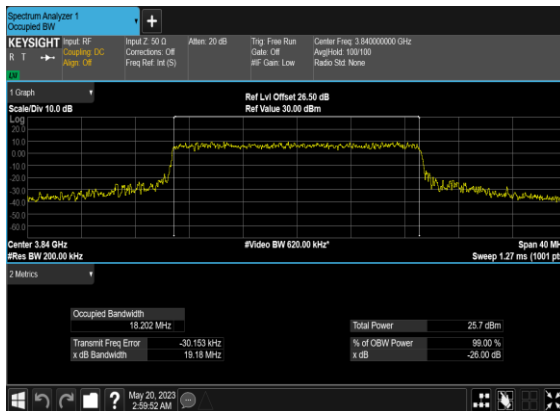 Spectrum Analyzer 1
Occupied BW
+
KEYSIGHT
R T
Input: RF
Coupling: DC
Align: Off
Input Z: 50 Ω
Corrections: Off
Freq Ref: Int (S)
Atten: 20 dB
Trig: Free Run
Gate: Off
#IF Gain: Low
Center Freq: 3.840000000 GHz
Avg|Hold: 100/100
Radio Std: None
1 Graph
Scale/Div 10.0 dB
Ref Lvl Offset 26.50 dB
Ref Value 30.00 dBm
Log
20.0
10.0
0.00
-10.0
-20.0
-30.0
-40.0
-50.0
-60.0
Center 3.84 GHz
#Res BW 200.00 kHz
#Video BW 620.00 kHz*
Span 40 MH
Sweep 1.27 ms (1001 pts
2 Metrics
Occupied Bandwidth
18.202 MHz
Transmit Freq Error -30.153 kHz
x dB Bandwidth 19.18 MHz
Total Power 25.7 dBm
% of OBW Power 99.00 %
x dB -26.00 dB
?
May 20, 2023
2:59:52 AM